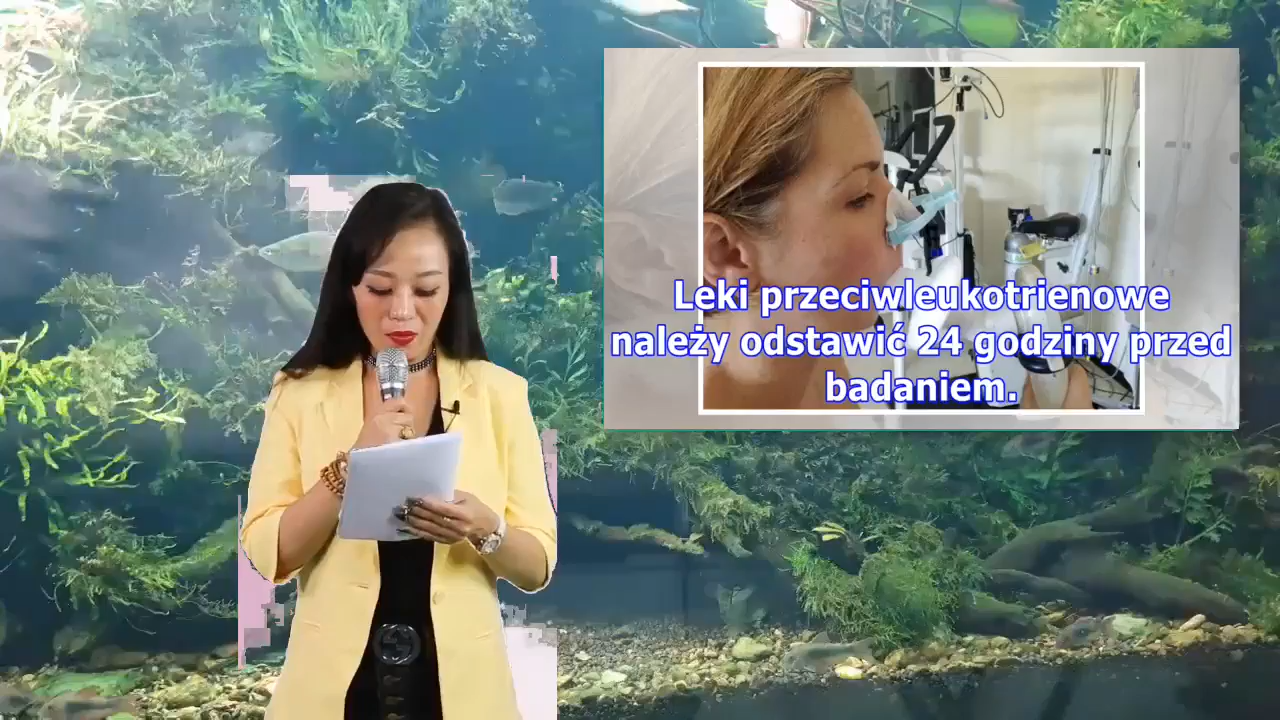 Leki przeciwleukotrienowe
należy odstawić 24 godziny przed
badaniem.